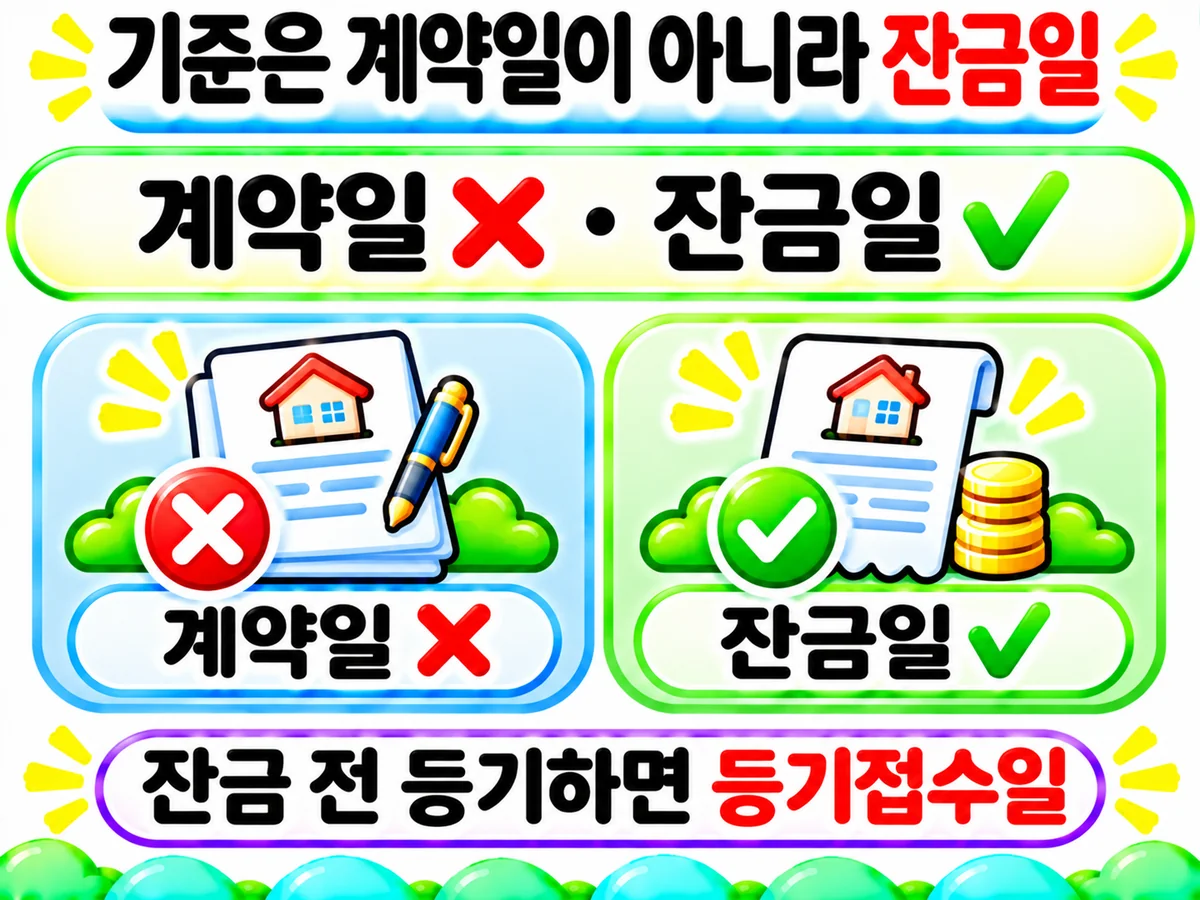 기준은 계약일이 아니라 잔금일
계약일 ❌ · 잔금일 ✓
계약일 ❌
잔금일 ✓
잔금 전 등기하면 등기접수일